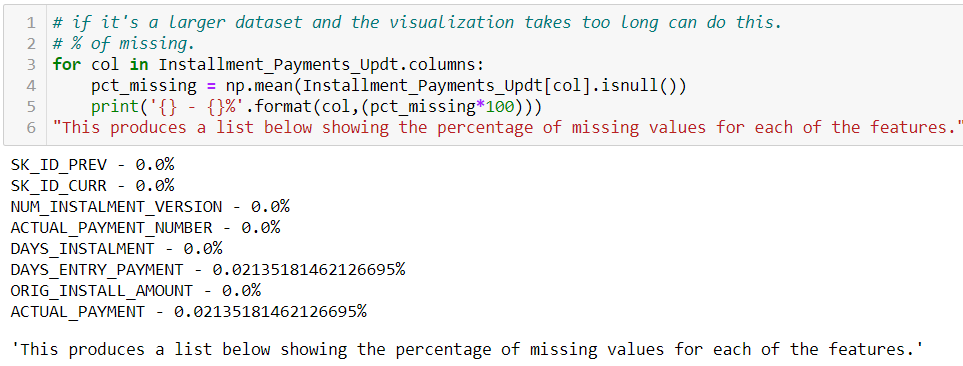 1 # if it's a larger dataset and the visualization takes too long can do this.
2 # % of missing.
3 for col in Installment_Payments_Updt.columns:
4     pct_missing = np.mean(Installment_Payments_Updt[col].isnull())
5     print('{} - {}%'.format(col,(pct_missing*100)))
6 "This produces a list below showing the percentage of missing values for each of the features."
SK_ID_PREV - 0.0%
SK_ID_CURR - 0.0%
NUM_INSTALMENT_VERSION - 0.0%
ACTUAL_PAYMENT_NUMBER - 0.0%
DAYS_INSTALMENT - 0.0%
DAYS_ENTRY_PAYMENT - 0.02135181462126695%
ORIG_INSTALL_AMOUNT - 0.0%
ACTUAL_PAYMENT - 0.02135181462126695%
'This produces a list below showing the percentage of missing values for each of the features.'